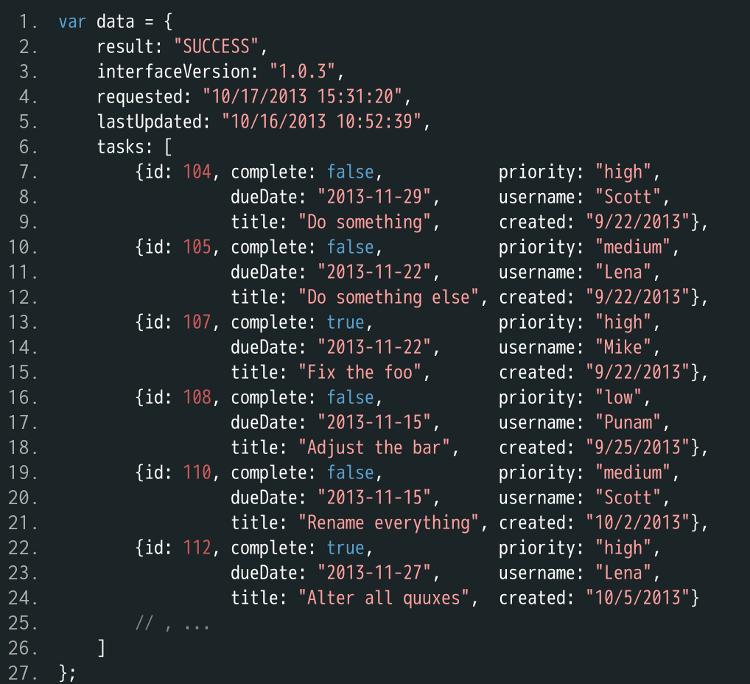 1. var data = {
2.     result: "SUCCESS",
3.     interfaceVersion: "1.0.3",
4.     requested: "10/17/2013 15:31:20",
5.     lastUpdated: "10/16/2013 10:52:39",
6.     tasks: [
7.         {id: 104, complete: false,            priority: "high",
8.                   dueDate: "2013-11-29",      username: "Scott",
9.                   title: "Do something",      created: "9/22/2013"},
10.         {id: 105, complete: false,            priority: "medium",
11.                   dueDate: "2013-11-22",      username: "Lena",
12.                   title: "Do something else", created: "9/22/2013"},
13.         {id: 107, complete: true,             priority: "high",
14.                   dueDate: "2013-11-22",      username: "Mike",
15.                   title: "Fix the foo",       created: "9/22/2013"},
16.         {id: 108, complete: false,            priority: "low",
17.                   dueDate: "2013-11-15",      username: "Punam",
18.                   title: "Adjust the bar",    created: "9/25/2013"},
19.         {id: 110, complete: false,            priority: "medium",
20.                   dueDate: "2013-11-15",      username: "Scott",
21.                   title: "Rename everything", created: "10/2/2013"},
22.         {id: 112, complete: true,             priority: "high",
23.                   dueDate: "2013-11-27",      username: "Lena",
24.                   title: "Alter all quuxes",  created: "10/5/2013"}
25.         // , ...
26.     ]
27. };